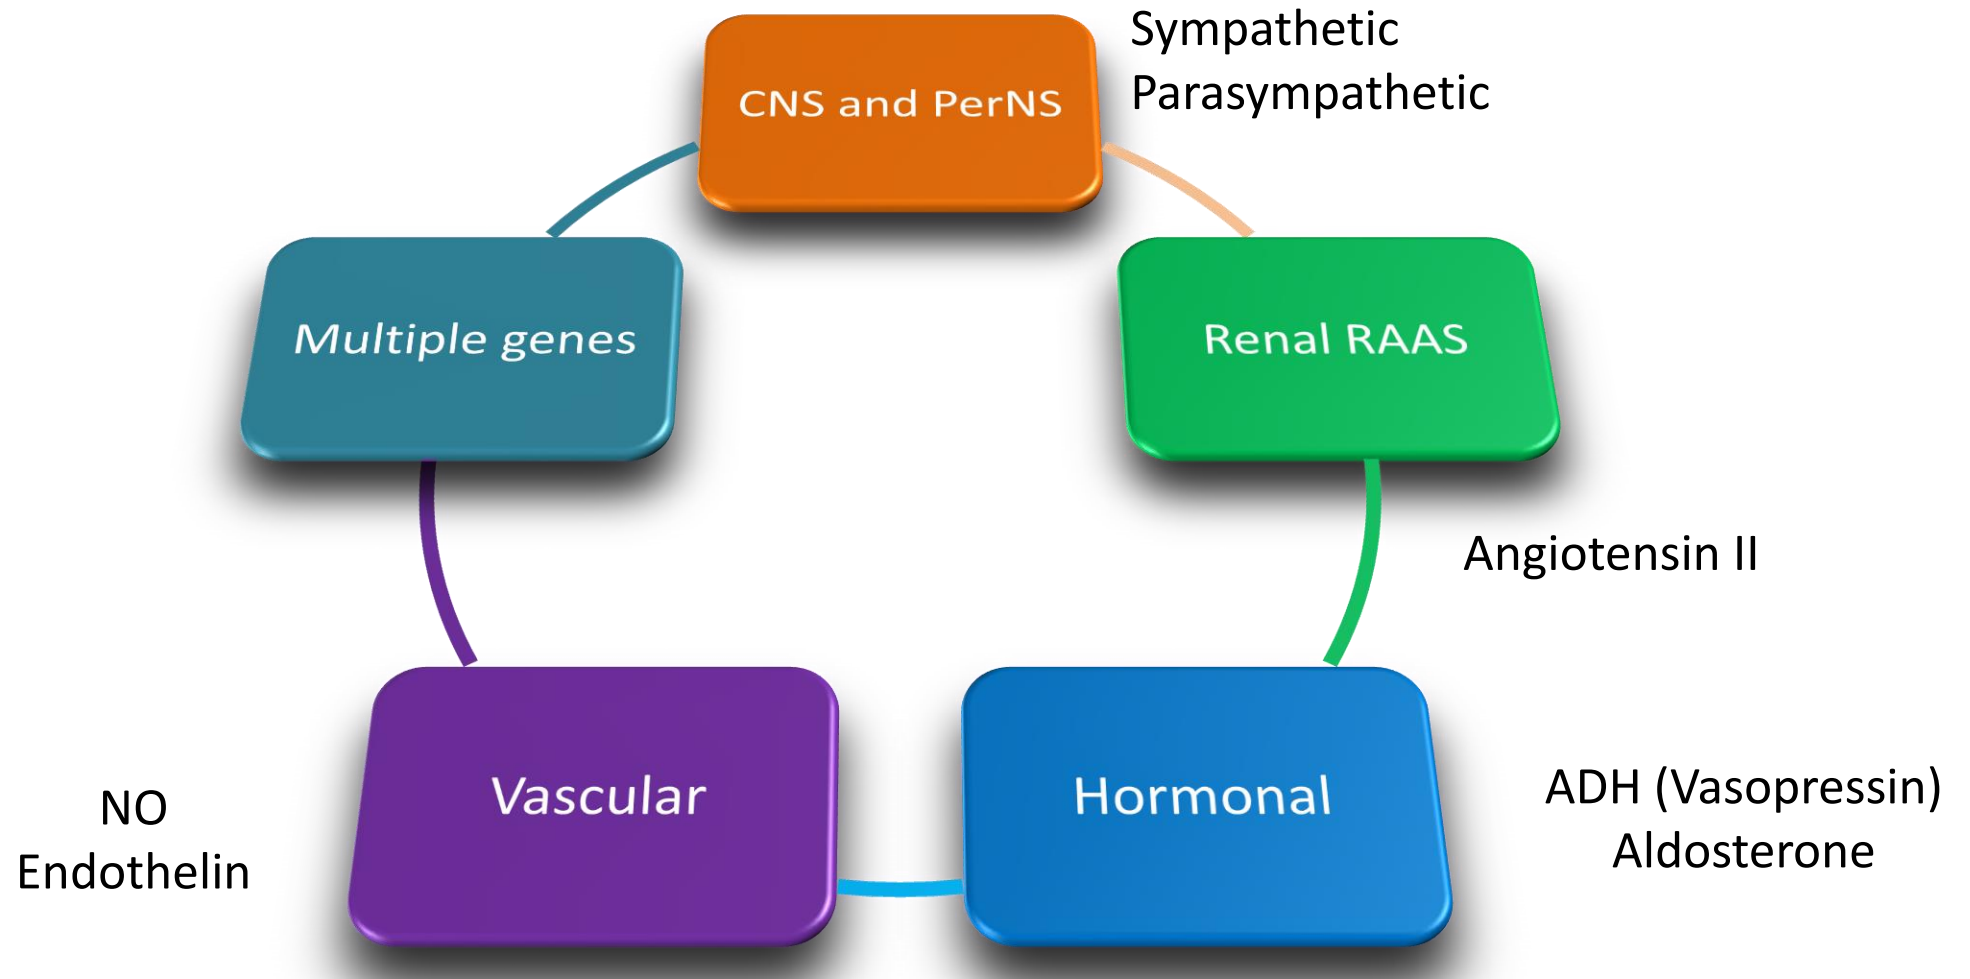 Sympathetic
Parasympathetic
CNS and PerNS
Multiple genes
Renal RAAS
Angiotensin II
Vascular
Hormonal
NO
Endothelin
ADH (Vasopressin)
Aldosterone